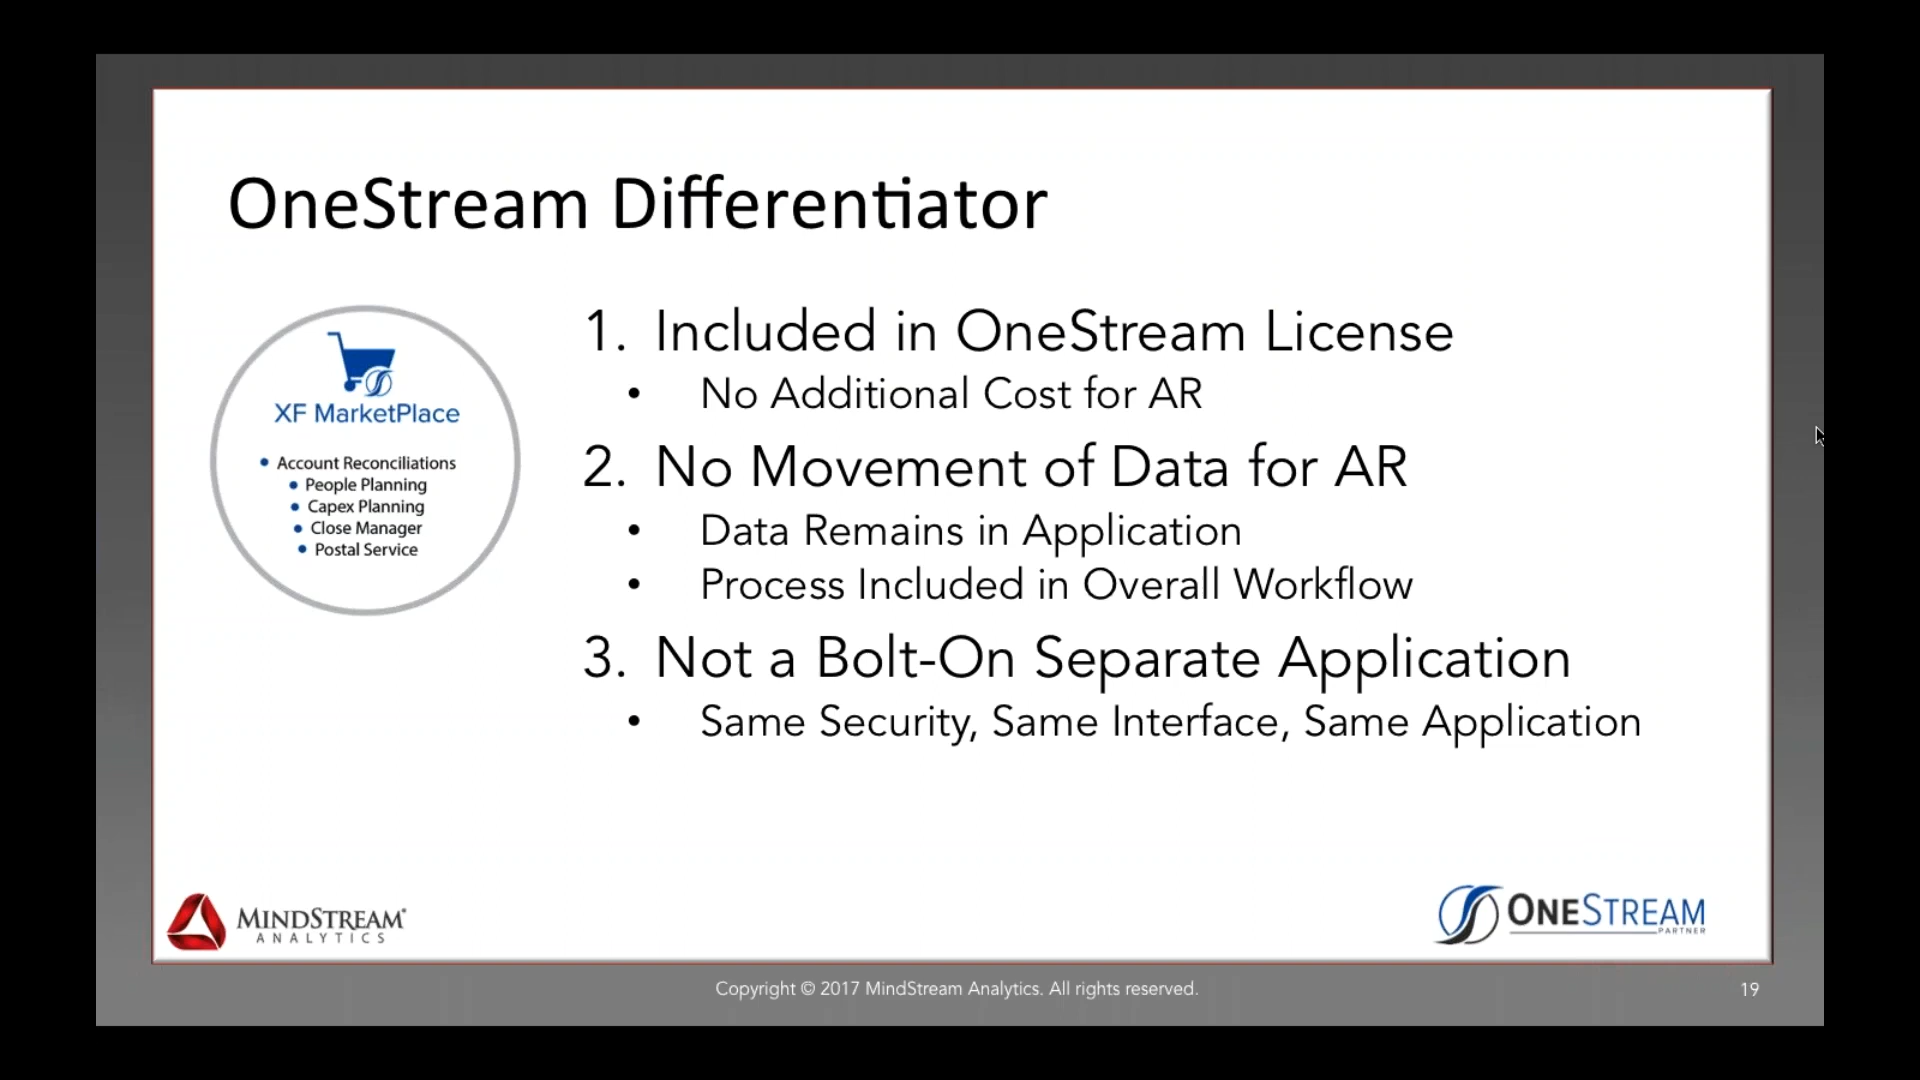 OneStream Differentiator
XF MarketPlace
• Account Reconciliations
• People Planning
• Capex Planning
• Close Manager
• Postal Service
1. Included in OneStream License
• No Additional Cost for AR
2. No Movement of Data for AR
• Data Remains in Application
• Process Included in Overall Workflow
3. Not a Bolt-On Separate Application
• Same Security, Same Interface, Same Application
MINDSTREAM®
ANALYTICS
ONESTREAM
PARTNER
Copyright © 2017 MindStream Analytics. All rights reserved.
19